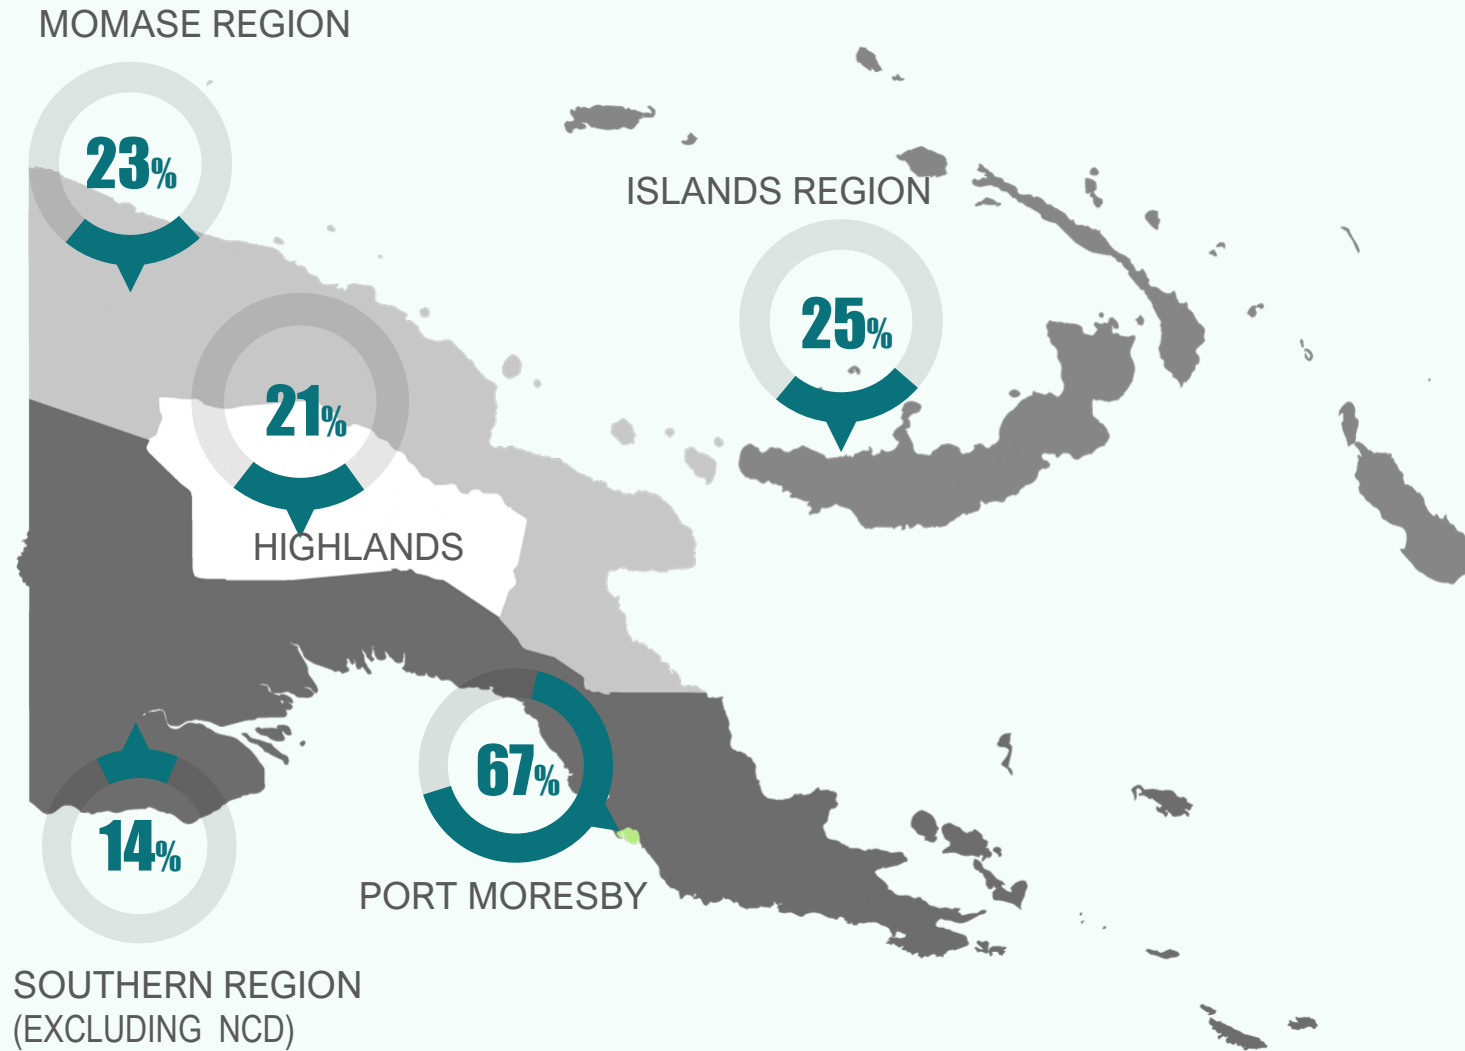 MOMASE REGION
23%
ISLANDS REGION
25%
21%
HIGHLANDS
67%
PORT MORESBY
14%
SOUTHERN REGION
(EXCLUDING NCD)